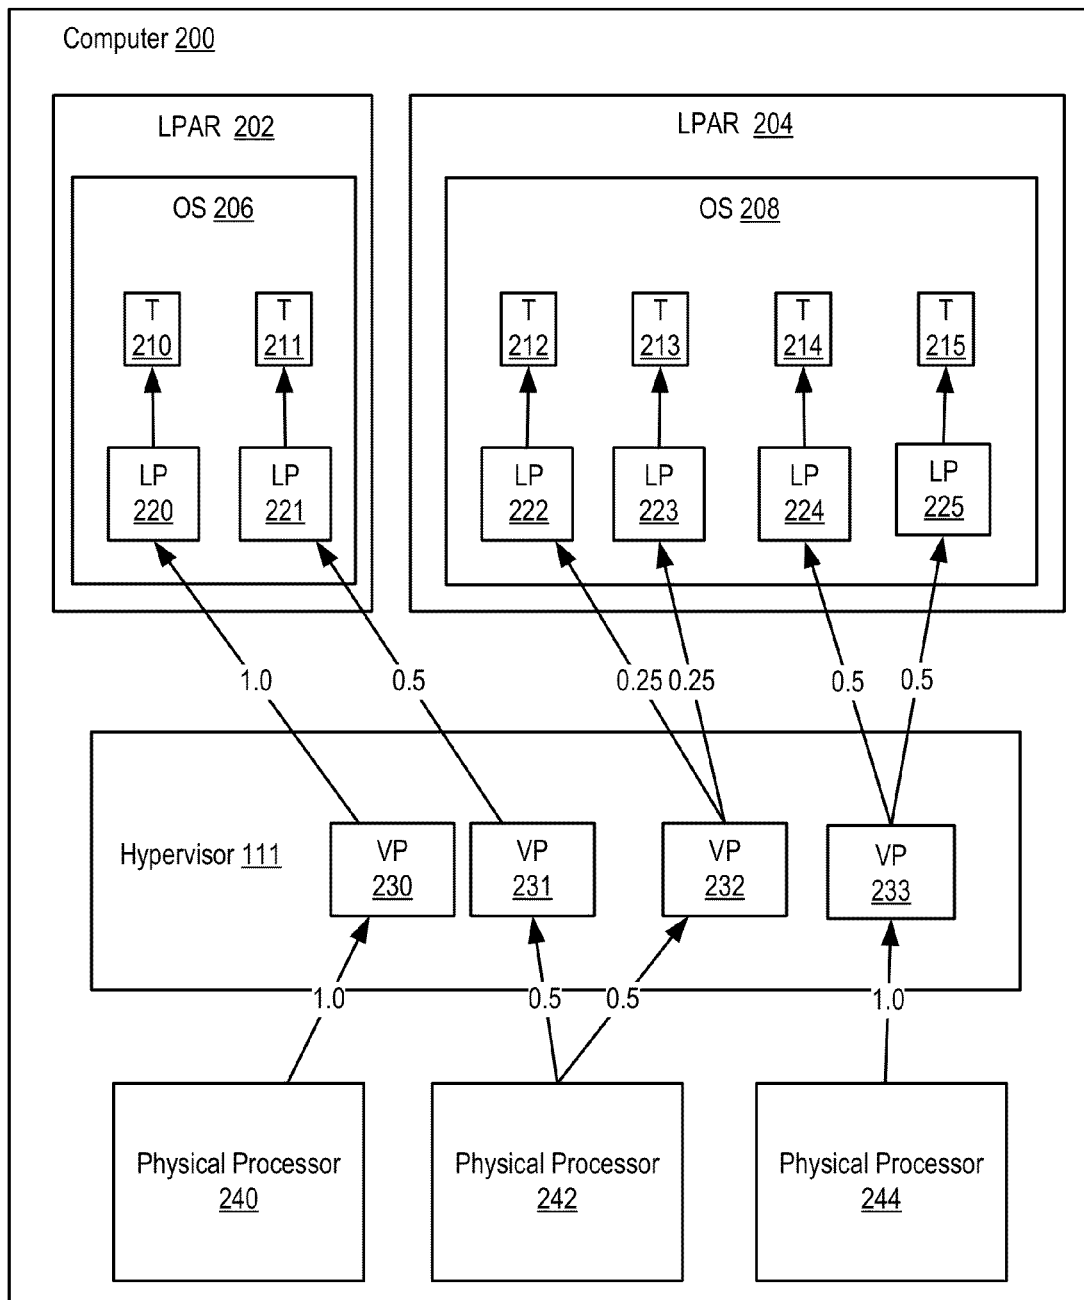 Computer 200
LPAR 202
LPAR 204
OS 206
OS 208
T
210
T
211
T
212
T
213
T
214
T
215
LP
220
LP
221
LP
222
LP
223
LP
224
LP
225
1.0
0.5
0.25
0.25
0.5
0.5
Hypervisor 111
VP
230
VP
231
VP
232
VP
233
1.0
0.5
0.5
1.0
Physical Processor
240
Physical Processor
242
Physical Processor
244